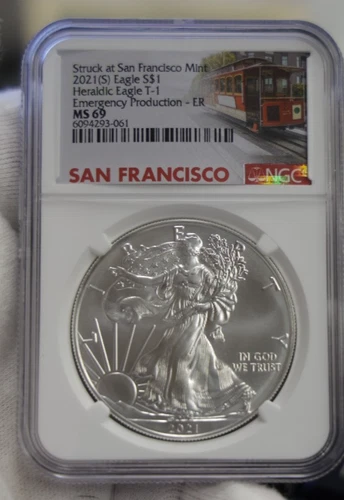 Struck at San Francisco Mint
2021(S) Eagle S$1
Heraldic Eagle T-1
Emergency Production - ER
MS 69
6094293-061
SAN FRANCISCO
NGC
LIBERTY
IN GOD
WE TRUST
2021